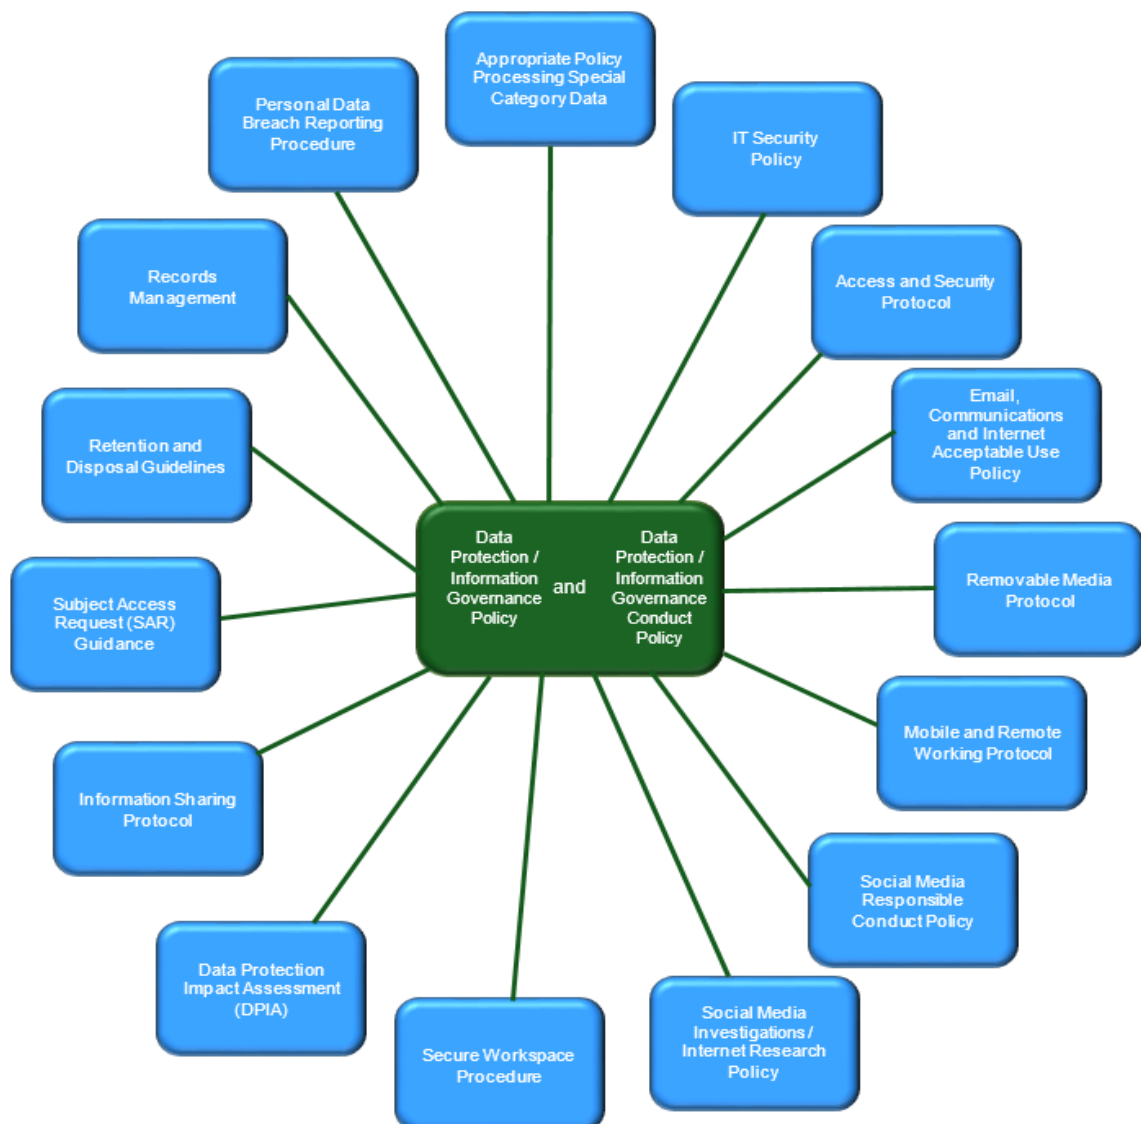 Appropriate Policy
Processing Special
Category Data
Personal Data
Breach Reporting
Procedure
IT Security
Policy
Records
Management
Access and Security
Protocol
Email,
Communications
and Internet
Acceptable Use
Policy
Retention and
Disposal Guidelines
Data
Protection /
Information
Governance
Policy
and
Data
Protection /
Information
Governance
Conduct
Policy
Removable Media
Protocol
Subject Access
Request (SAR)
Guidance
Mobile and Remote
Working Protocol
Information Sharing
Protocol
Social Media
Responsible
Conduct Policy
Data Protection
Impact Assessment
(DPIA)
Secure Workspace
Procedure
Social Media
Investigations /
Internet Research
Policy